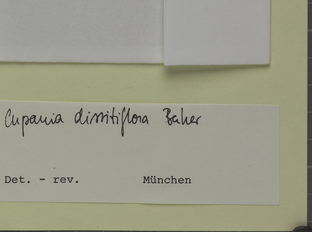 Cupania dissitiflora Baker
Det. - rev. München